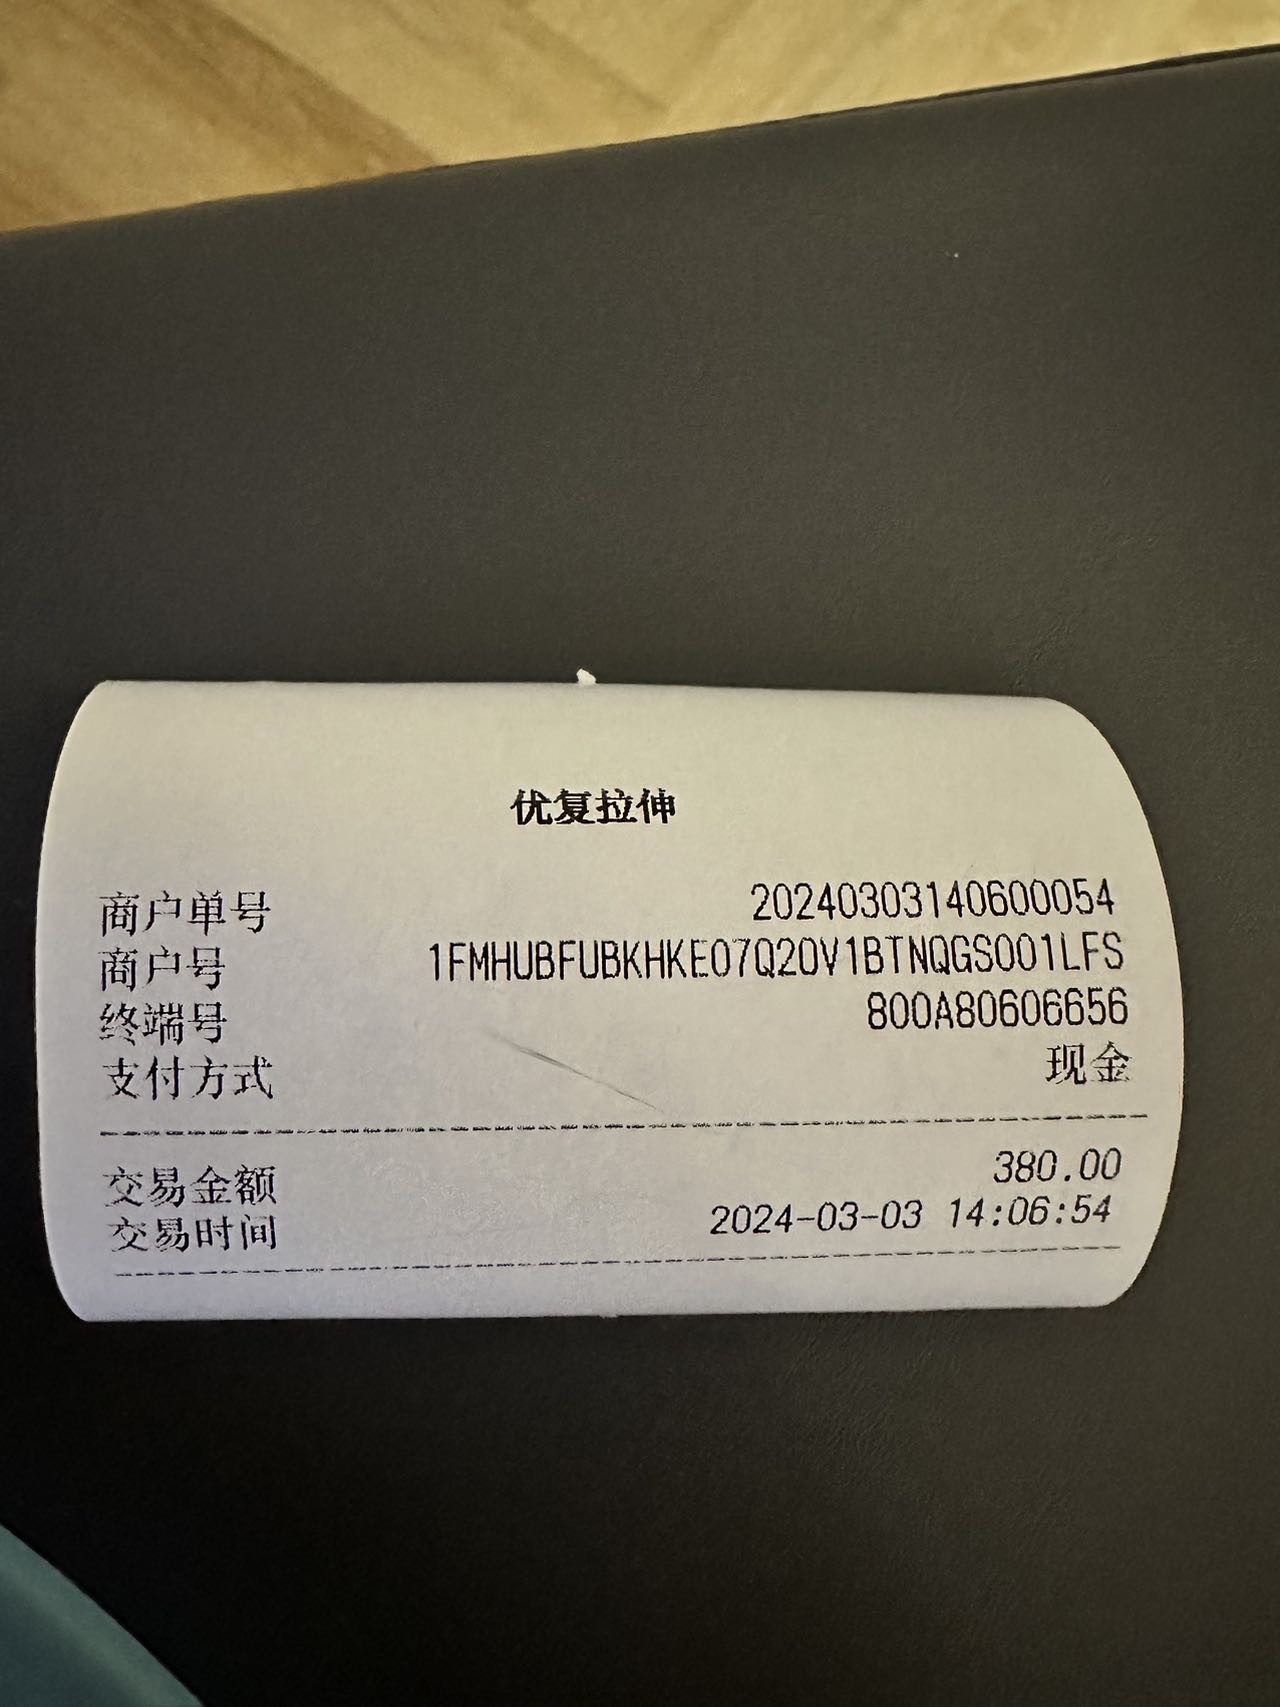 优复拉伸
商户单号 20240303140600054
商户号 1FMHUBFUBKHKE07Q20V1BTNQGS001LFS
终端号 800A80606656
支付方式 现金
交易金额 380.00
交易时间 2024-03-03 14:06:54